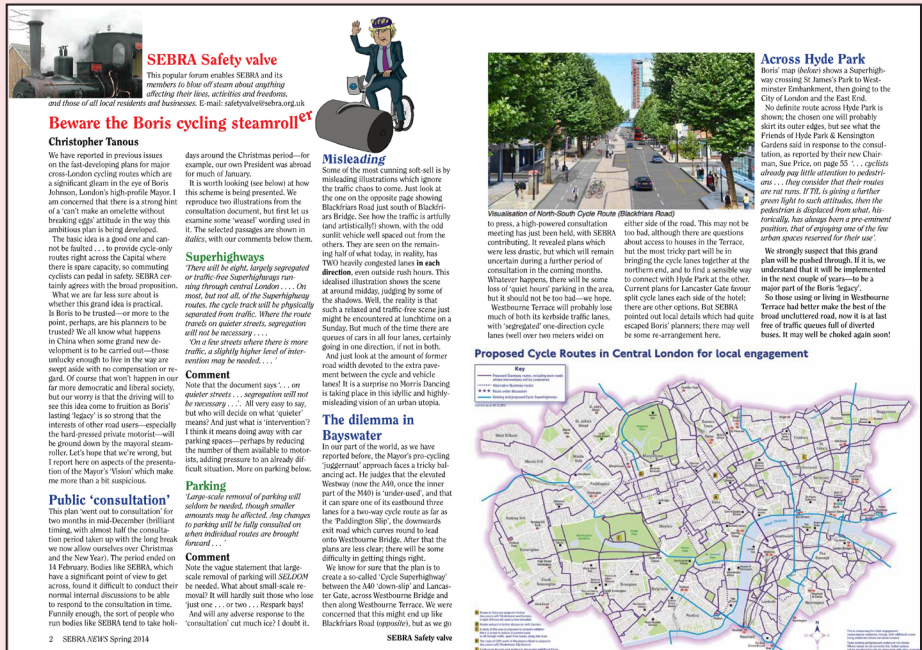 SEBRA Safety valve
This popular forum enables SEBRA and its
members to blow off steam about anything
affecting their lives, activities and freedoms,
and those of all local residents and businesses. E-mail: safetyvalve@sebra.org.uk
Beware the Boris cycling steamroller
Christopher Tanous
We have reported in previous issues
on the fast-developing plans for major
cross-London cycling routes which are
a significant gleam in the eye of Boris
Johnson, London's high-profile Mayor. I
am concerned that there is a strong hint
of a 'can't make an omelette without
breaking eggs' attitude in the way this
ambitious plan is being developed.
The basic idea is a good one and can-
not be faulted . . . to provide cycle-only
routes right across the Capital where
there is spare capacity, so commuting
cyclists can pedal in safety. SEBRA cer-
tainly agrees with the broad proposition.
What we are far less sure about is
whether this grand idea is practical.
Is Boris to be trusted—or more to the
point, perhaps, are his planners to be
trusted? We all know what happens
in China when some grand new de-
velopment is to be carried out—those
unlucky enough to live in the way are
swept aside with no compensation or re-
gard. Of course that won't happen in our
far more democratic and liberal society,
but our worry is that the driving will to
see this idea come to fruition as Boris'
lasting 'legacy' is so strong that the
interests of other road users—especially
the hard-pressed private motorist—will
be ground down by the mayoral steam-
roller. Let's hope that we're wrong, but
I report here on aspects of the presenta-
tion of the Mayor's 'Vision' which make
me more than a bit suspicious.
Public 'consultation'
This plan 'went out to consultation' for
two months in mid-December (brilliant
timing, with almost half the consulta-
tion period taken up with the long break
we now allow ourselves over Christmas
and the New Year). The period ended on
14 February. Bodies like SEBRA, which
have a significant point of view to get
across, found it difficult to conduct their
normal internal discussions to be able
to respond to the consultation in time.
Funnily enough, the sort of people who
run bodies like SEBRA tend to take holi-
days around the Christmas period—for
example, our own President was abroad
for much of January.
It is worth looking (see below) at how
this scheme is being presented. We
reproduce two illustrations from the
consultation document, but first let us
examine some 'weasel' wording used in
it. The selected passages are shown in
italics, with our comments below them.
Superhighways
'There will be eight, largely segregated
or traffic-free Superhighways run-
ning through central London . . . . On
most, but not all, of the Superhighway
routes, the cycle track will be physically
separated from traffic. Where the route
travels on quieter streets, segregation
will not be necessary . . . .
'On a few streets where there is more
traffic, a slightly higher level of inter-
vention may be needed. . . . '
Comment
Note that the document says '. . . on
quieter streets . . . segregation will not
be necessary . . .'. All very easy to say,
but who will decide on what 'quieter'
means? And just what is 'intervention'?
I think it means doing away with car
parking spaces—perhaps by reducing
the number of them available to motor-
ists, adding pressure to an already dif-
ficult situation. More on parking below.
Parking
'Large-scale removal of parking will
seldom be needed, though smaller
amounts may be affected. Any changes
to parking will be fully consulted on
when individual routes are brought
forward . . . '
Comment
Note the vague statement that large-
scale removal of parking will SELDOM
be needed. What about small-scale re-
moval? It will hardly suit those who lose
'just one . . . or two . . . Respark bays!
And will any adverse response to the
'consultation' cut much ice? I doubt it.
Misleading
Some of the most cunning soft-sell is by
misleading illustrations which ignore
the traffic chaos to come. Just look at
the one on the opposite page showing
Blackfriars Road just south of Blackfri-
ars Bridge. See how the traffic is artfully
(and artistically!) shown, with the odd
sunlit vehicle well spaced out from the
others. They are seen on the remain-
ing half of what today, in reality, has
TWO heavily congested lanes in each
direction, even outside rush hours. This
idealised illustration shows the scene
at around midday, judging by some of
the shadows. Well, the reality is that
such a relaxed and traffic-free scene just
might be encountered at lunchtime on a
Sunday. But much of the time there are
queues of cars in all four lanes, certainly
going in one direction, if not in both.
And just look at the amount of former
road width devoted to the extra pave-
ment between the cycle and vehicle
lanes! It is a surprise no Morris Dancing
is taking place in this idyllic and highly-
misleading vision of an urban utopia.
The dilemma in
Bayswater
In our part of the world, as we have
reported before, the Mayor's pro-cycling
'juggernaut' approach faces a tricky bal-
ancing act. He judges that the elevated
Westway (now the A40, once the inner
part of the M40) is 'under-used', and that
it can spare one of its eastbound three
lanes for a two-way cycle route as far as
the 'Paddington Slip', the downwards
exit road which curves round to lead
onto Westbourne Bridge. After that the
plans are less clear; there will be some
difficulty in getting things right.
We know for sure that the plan is to
create a so-called 'Cycle Superhighway'
between the A40 'down-slip' and Lancas-
ter Gate, across Westbourne Bridge and
then along Westbourne Terrace. We were
concerned that this might end up like
Blackfriars Road (opposite), but as we go
2 SEBRA NEWS Spring 2014
SEBRA Safety valve
Visualisation of North-South Cycle Route (Blackfriars Road)
to press, a high-powered consultation
meeting has just been held, with SEBRA
contributing. It revealed plans which
were less drastic, but which will remain
uncertain during a further period of
consultation in the coming months.
Whatever happens, there will be some
loss of 'quiet hours' parking in the area,
but it should not be too bad—we hope.
Westbourne Terrace will probably lose
much of both its kerbside traffic lanes,
with 'segregated' one-direction cycle
lanes (well over two meters wide) on
either side of the road. This may not be
too bad, although there are questions
about access to houses in the Terrace,
but the most tricky part will be in
bringing the cycle lanes together at the
northern end, and to find a sensible way
to connect with Hyde Park at the other.
Current plans for Lancaster Gate favour
split cycle lanes each side of the hotel;
there are other options. But SEBRA
pointed out local details which had quite
escaped Boris' planners; there may well
be some re-arrangement here.
Across Hyde Park
Boris' map (below) shows a Superhigh-
way crossing St James's Park to West-
minster Embankment, then going to the
City of London and the East End.
No definite route across Hyde Park is
shown; the chosen one will probably
skirt its outer edges, but see what the
Friends of Hyde Park & Kensington
Gardens said in response to the consul-
tation, as reported by their new Chair-
man, Sue Price, on page 55 '. . . cyclists
already pay little attention to pedestri-
ans . . . they consider that their routes
are rat runs. If TfL is giving a further
green light to such attitudes, then the
pedestrian is displaced from what, his-
torically, has always been a pre-eminent
position, that of enjoying one of the few
urban spaces reserved for their use'.
We strongly suspect that this grand
plan will be pushed through. If it is, we
understand that it will be implemented
in the next couple of years—to be a
major part of the Boris 'legacy'.
So those using or living in Westbourne
Terrace had better make the best of the
broad uncluttered road, now it is at last
free of traffic queues full of diverted
buses. It may well be choked again soon!
Proposed Cycle Routes in Central London for local engagement
Key